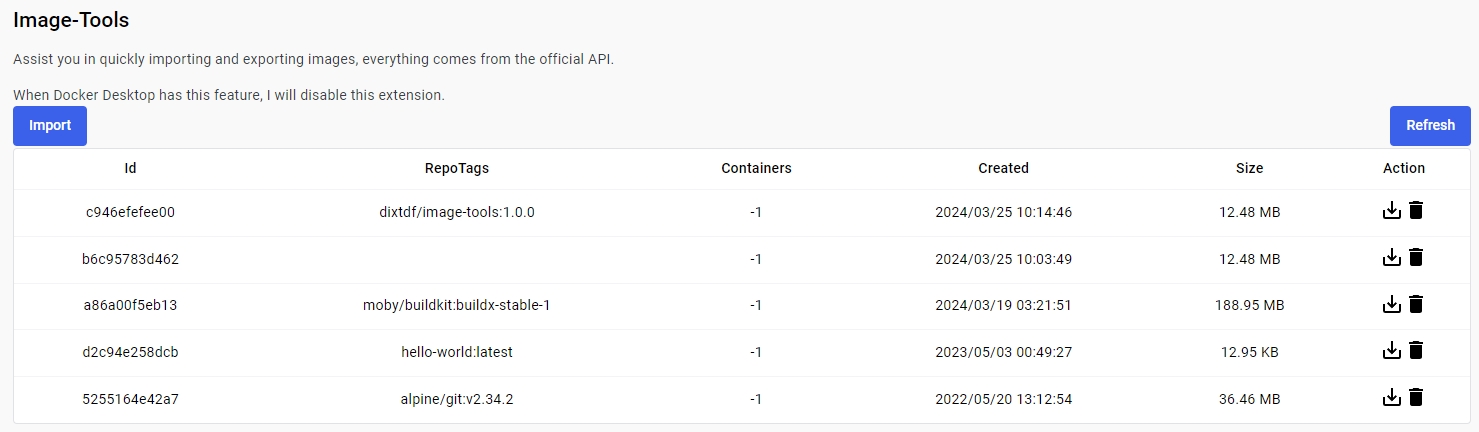 Image-Tools
Assist you in quickly importing and exporting images, everything comes from the official API.
When Docker Desktop has this feature, I will disable this extension.
Import Refresh
Id RepoTags Containers Created Size Action
c946efefee00 dixtdf/image-tools:1.0.0 -1 2024/03/25 10:14:46 12.48 MB
b6c95783d462 -1 2024/03/25 10:03:49 12.48 MB
a86a00f5eb13 moby/buildkit:buildx-stable-1 -1 2024/03/19 03:21:51 188.95 MB
d2c94e258dcb hello-world:latest -1 2023/05/03 00:49:27 12.95 KB
5255164e42a7 alpine/git:v2.34.2 -1 2022/05/20 13:12:54 36.46 MB